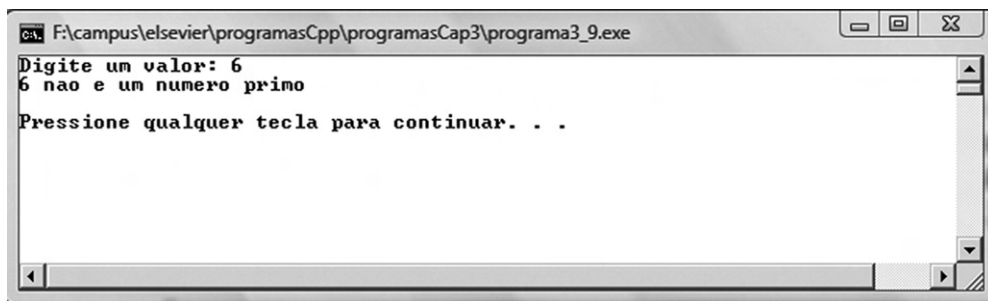 F:\campus\elsevier\programasCpp\programasCap3\programa3_9.exe
Digite um valor: 6
6 nao e um numero primo
Pressione qualquer tecla para continuar. . .